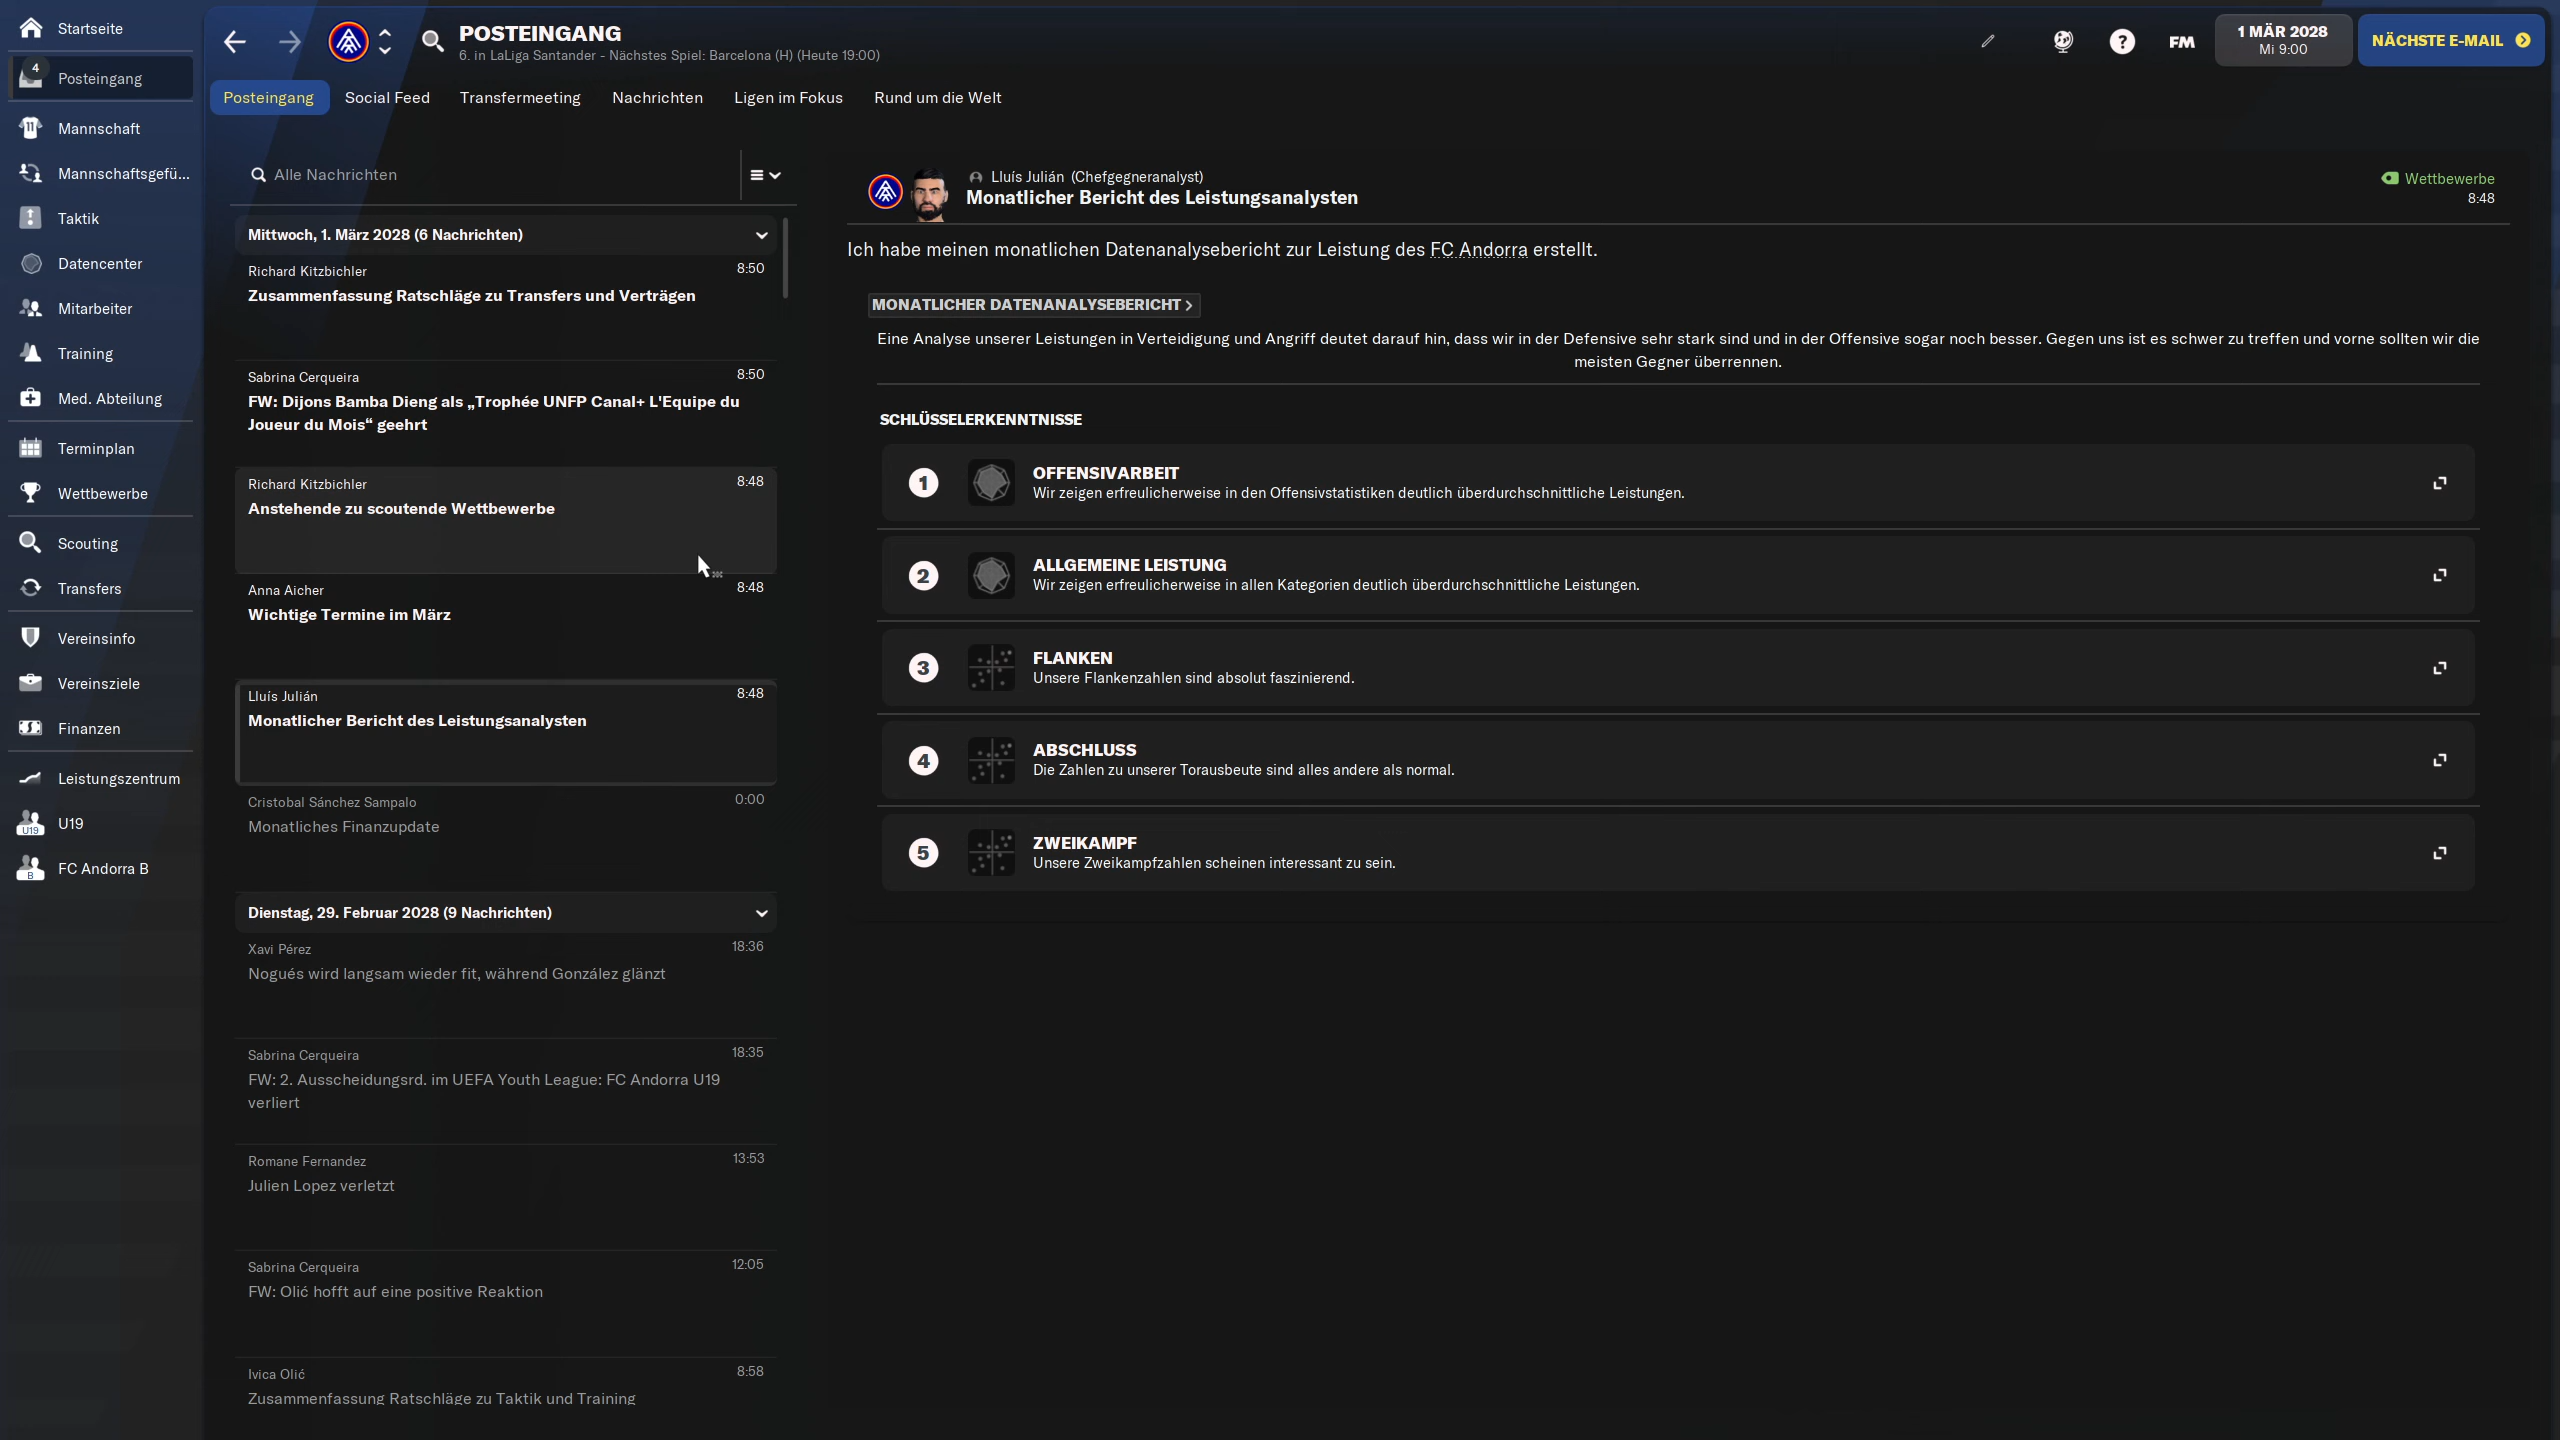 Startseite
4
Posteingang
Mannschaft
Mannschaftsgefü...
Taktik
Datencenter
Mitarbeiter
Training
Med. Abteilung
Terminplan
Wettbewerbe
Scouting
Transfers
Vereinsinfo
Vereinsziele
Finanzen
Leistungszentrum
U19
U19
B
FC Andorra B
POSTEINGANG
6. in LaLiga Santander - Nächstes Spiel: Barcelona (H) (Heute 19:00)
?
FM
1 MÄR 2028
Mi 9:00
NÄCHSTE E-MAIL
Posteingang
Social Feed
Transfermeeting
Nachrichten
Ligen im Fokus
Rund um die Welt
Alle Nachrichten
Mittwoch, 1. März 2028 (6 Nachrichten)
Richard Kitzbichler
8:50
Zusammenfassung Ratschläge zu Transfers und Verträgen
Sabrina Cerqueira
8:50
FW: Dijons Bamba Dieng als „Trophée UNFP Canal+ L'Equipe du
Joueur du Mois“ geehrt
Richard Kitzbichler
8:48
Anstehende zu scoutende Wettbewerbe
Anna Aicher
8:48
Wichtige Termine im März
Lluís Julián
8:48
Monatlicher Bericht des Leistungsanalysten
Cristobal Sánchez Sampalo
0:00
Monatliches Finanzupdate
Dienstag, 29. Februar 2028 (9 Nachrichten)
Xavi Pérez
18:36
Nogués wird langsam wieder fit, während González glänzt
Sabrina Cerqueira
18:35
FW: 2. Ausscheidungsrd. im UEFA Youth League: FC Andorra U19
verliert
Romane Fernandez
13:53
Julien Lopez verletzt
Sabrina Cerqueira
12:05
FW: Olić hofft auf eine positive Reaktion
Ivica Olić
8:58
Zusammenfassung Ratschläge zu Taktik und Training
Lluís Julián (Chefgegneranalyst)
Monatlicher Bericht des Leistungsanalysten
Wettbewerbe
8:48
Ich habe meinen monatlichen Datenanalysebericht zur Leistung des FC Andorra erstellt.
MONATLICHER DATENANALYSEBERICHT
Eine Analyse unserer Leistungen in Verteidigung und Angriff deutet darauf hin, dass wir in der Defensive sehr stark sind und in der Offensive sogar noch besser. Gegen uns ist es schwer zu treffen und vorne sollten wir die
meisten Gegner überrennen.
SCHLÜSSELERKENNTNISSE
1
OFFENSIVARBEIT
Wir zeigen erfreulicherweise in den Offensivstatistiken deutlich überdurchschnittliche Leistungen.
2
ALLGEMEINE LEISTUNG
Wir zeigen erfreulicherweise in allen Kategorien deutlich überdurchschnittliche Leistungen.
3
FLANKEN
Unsere Flankenzahlen sind absolut faszinierend.
4
ABSCHLUSS
Die Zahlen zu unserer Torausbeute sind alles andere als normal.
5
ZWEIKAMPF
Unsere Zweikampfzahlen scheinen interessant zu sein.